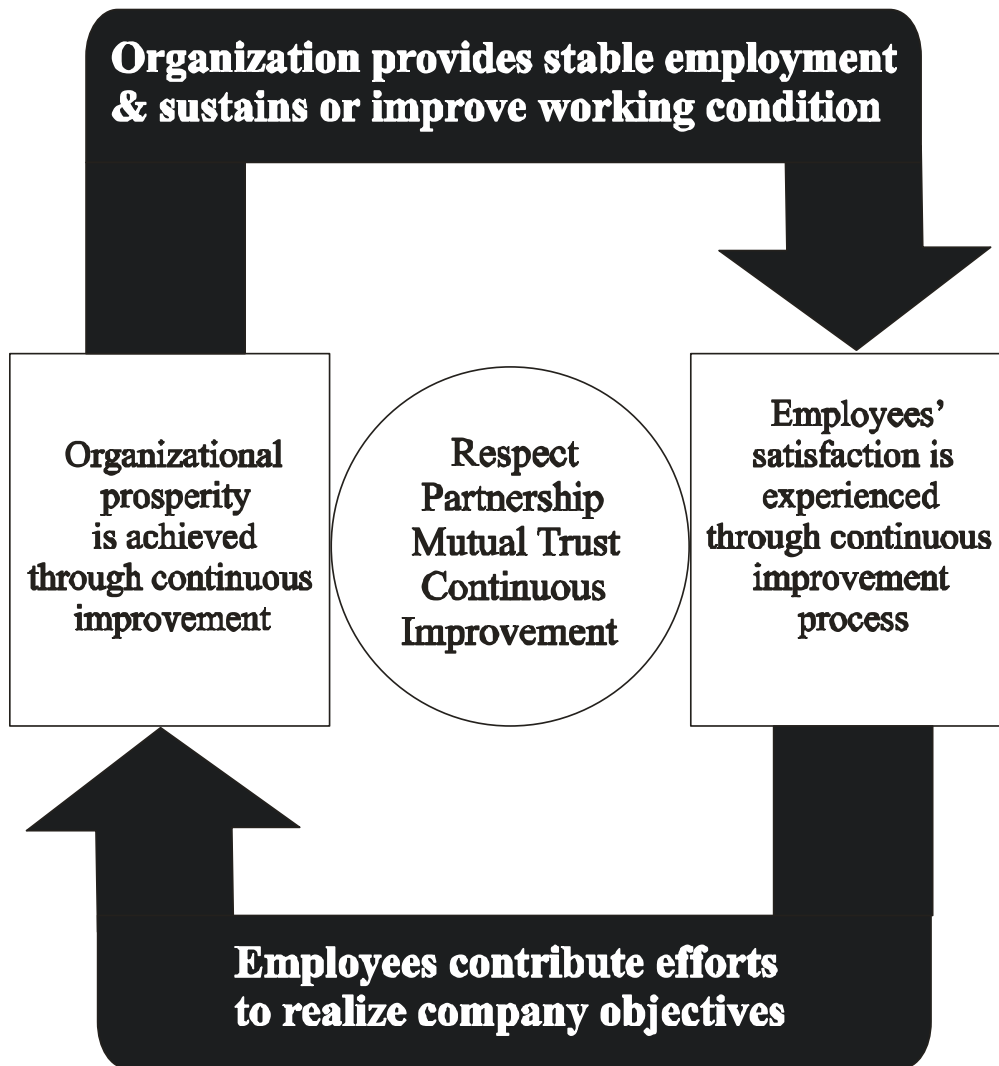 Organization provides stable employment
& sustains or improve working condition
Organizational
prosperity
is achieved
through continuous
improvement
Respect
Partnership
Mutual Trust
Continuous
Improvement
Employees’
satisfaction is
experienced
through continuous
improvement
process
Employees contribute efforts
to realize company objectives